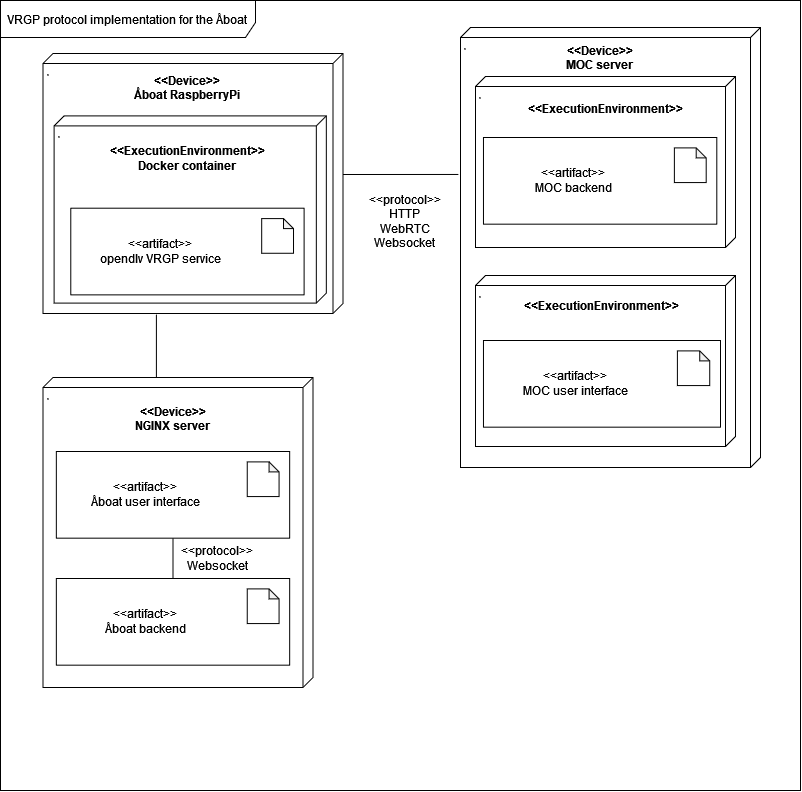 VRGP protocol implementation for the Åboat
<<Device>>
Åboat RaspberryPi
<<ExecutionEnvironment>>
Docker container
<<artifact>>
opendlv VRGP service
<<protocol>>
HTTP
WebRTC
Websocket
<<Device>>
MOC server
<<ExecutionEnvironment>>
<<artifact>>
MOC backend
<<ExecutionEnvironment>>
<<artifact>>
MOC user interface
<<Device>>
NGINX server
<<artifact>>
Åboat user interface
<<protocol>>
Websocket
<<artifact>>
Åboat backend